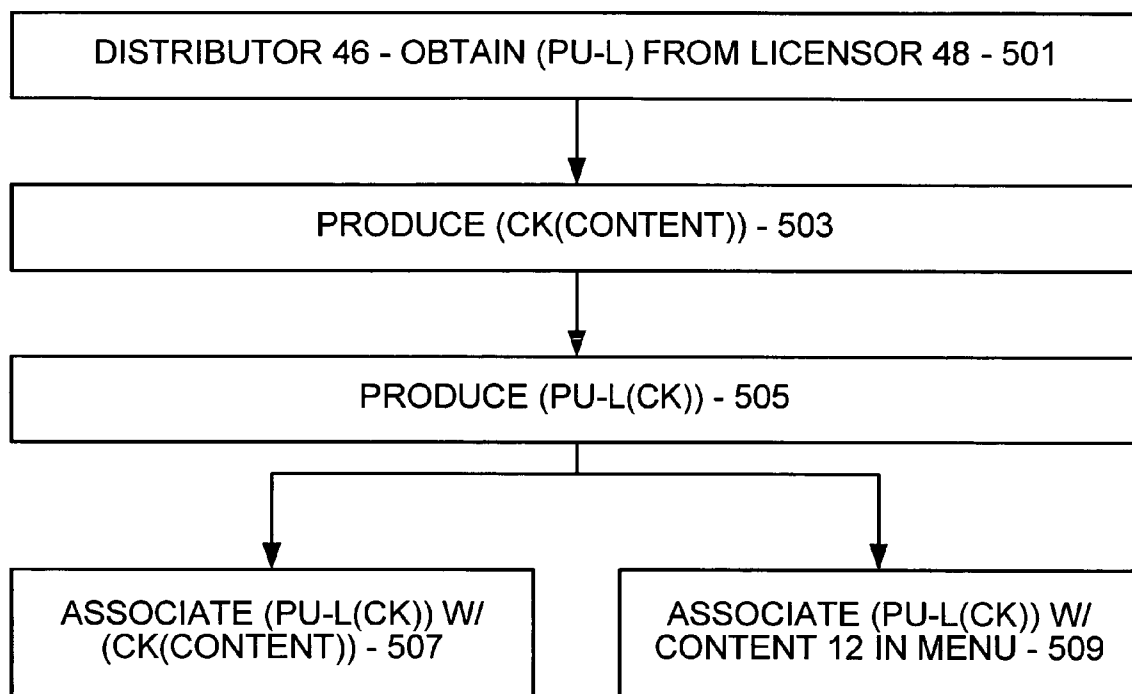 DISTRIBUTOR 46 - OBTAIN (PU-L) FROM LICENSOR 48 - 501
PRODUCE (CK(CONTENT)) - 503
PRODUCE (PU-L(CK)) - 505
ASSOCIATE (PU-L(CK)) W/
(CK(CONTENT)) - 507
ASSOCIATE (PU-L(CK)) W/
CONTENT 12 IN MENU - 509